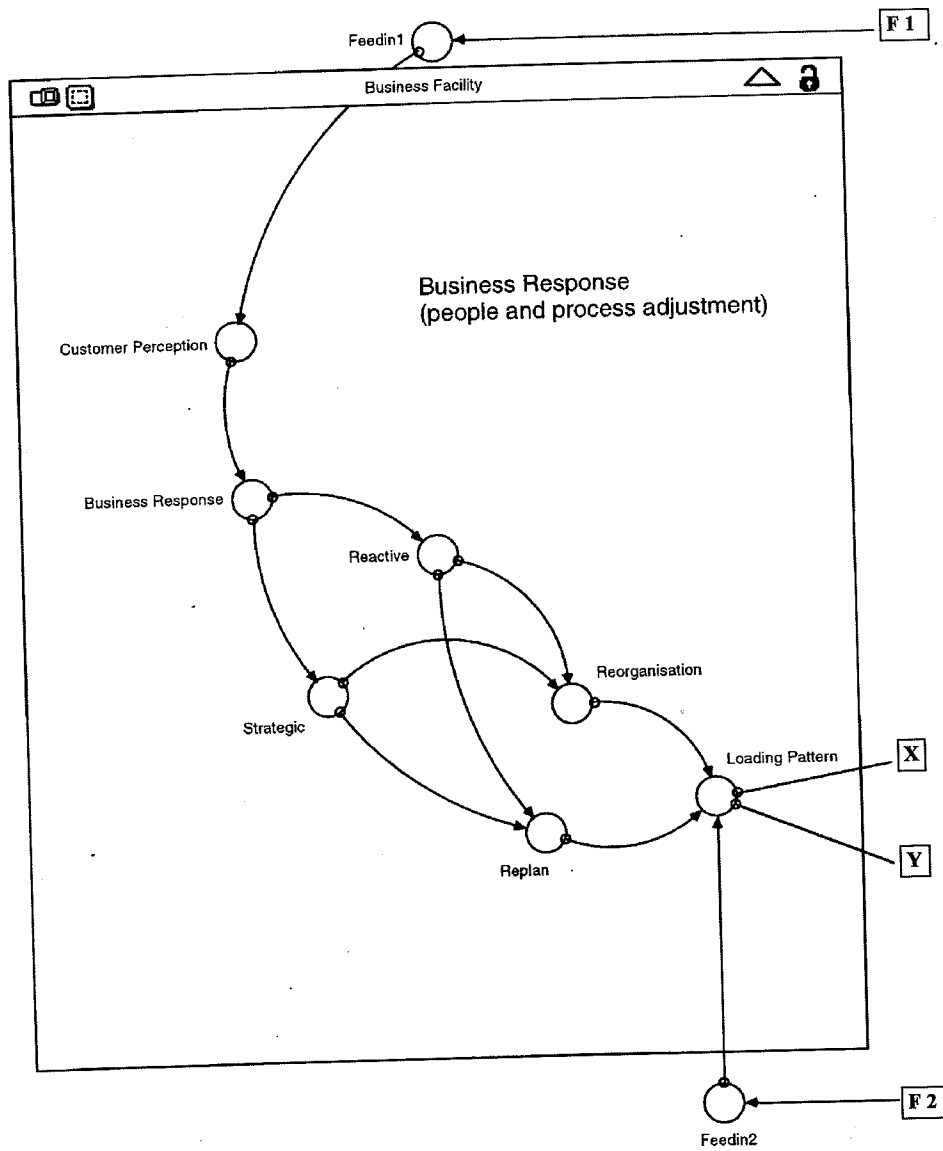 Feedin1
F 1
Business Facility
Business Response
(people and process adjustment)
Customer Perception
Business Response
Reactive
Reorganisation
Strategic
Loading Pattern
X
Y
Replan
F 2
Feedin2